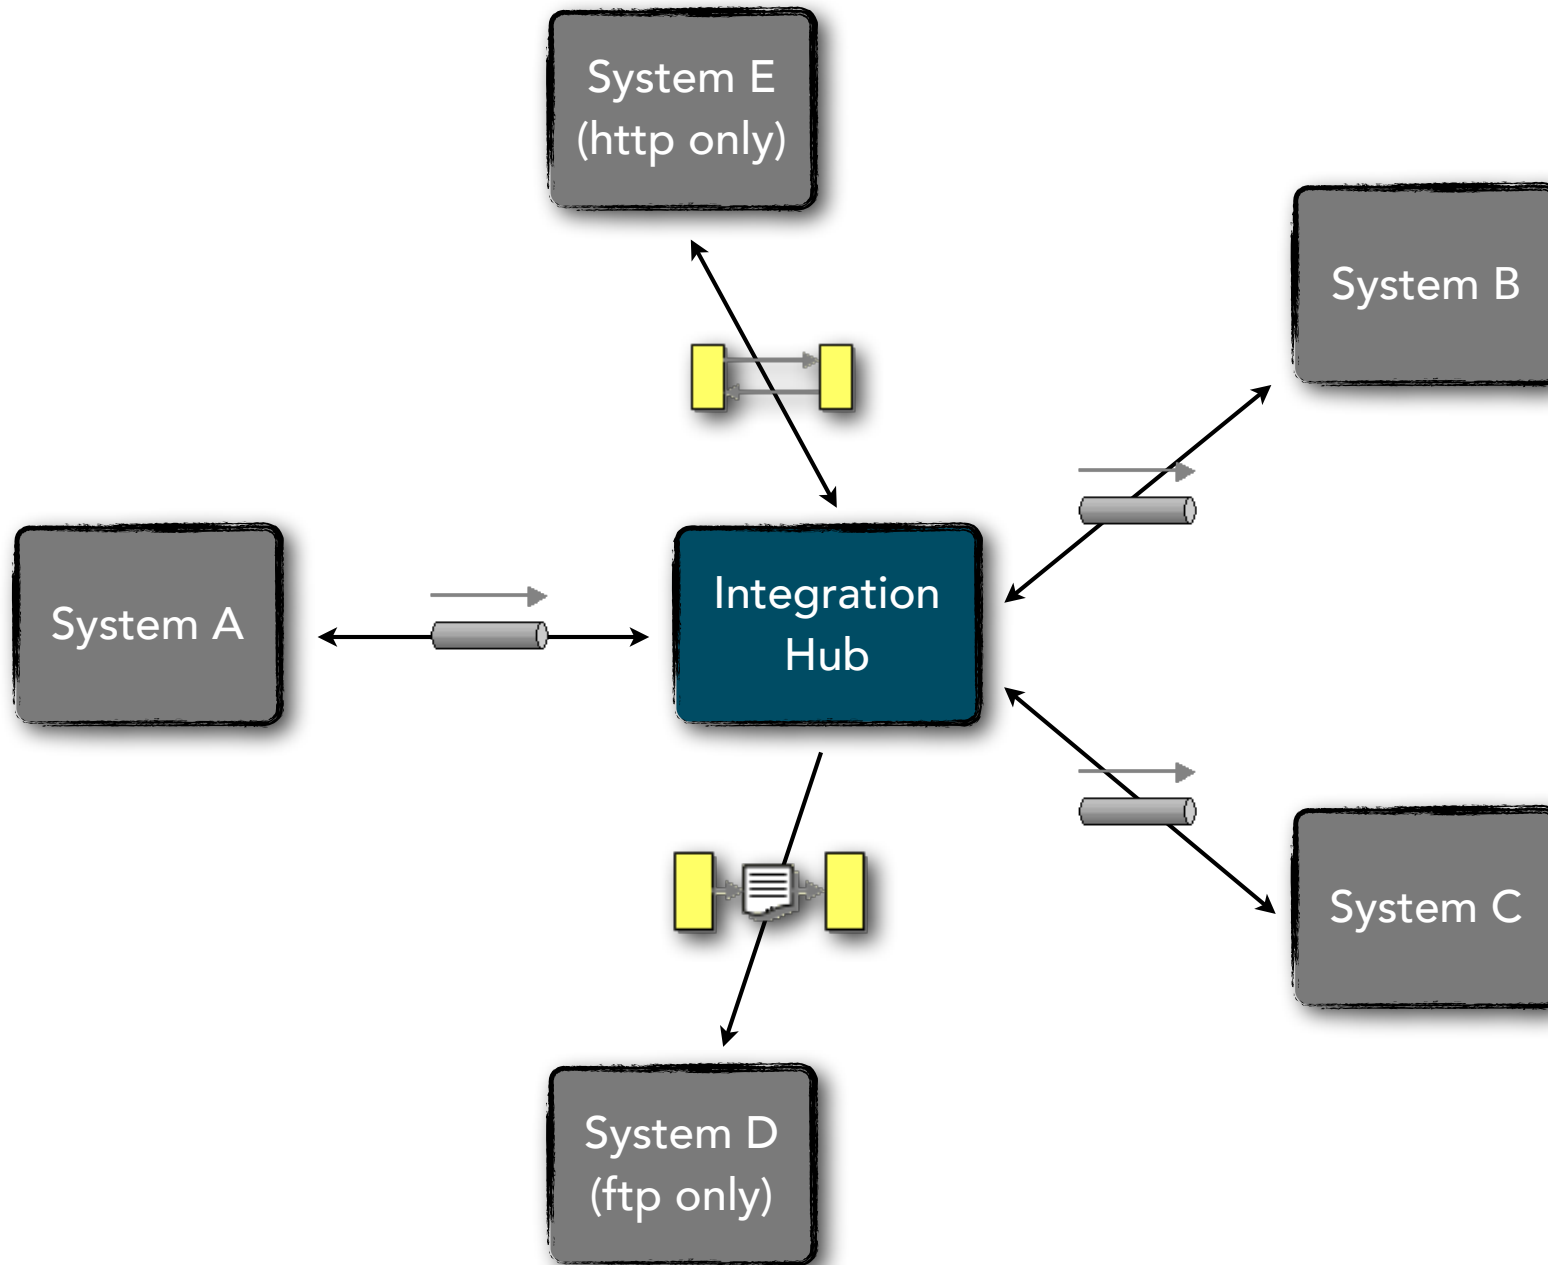 System E
(http only)
System B
System A
Integration
Hub
System C
System D
(ftp only)